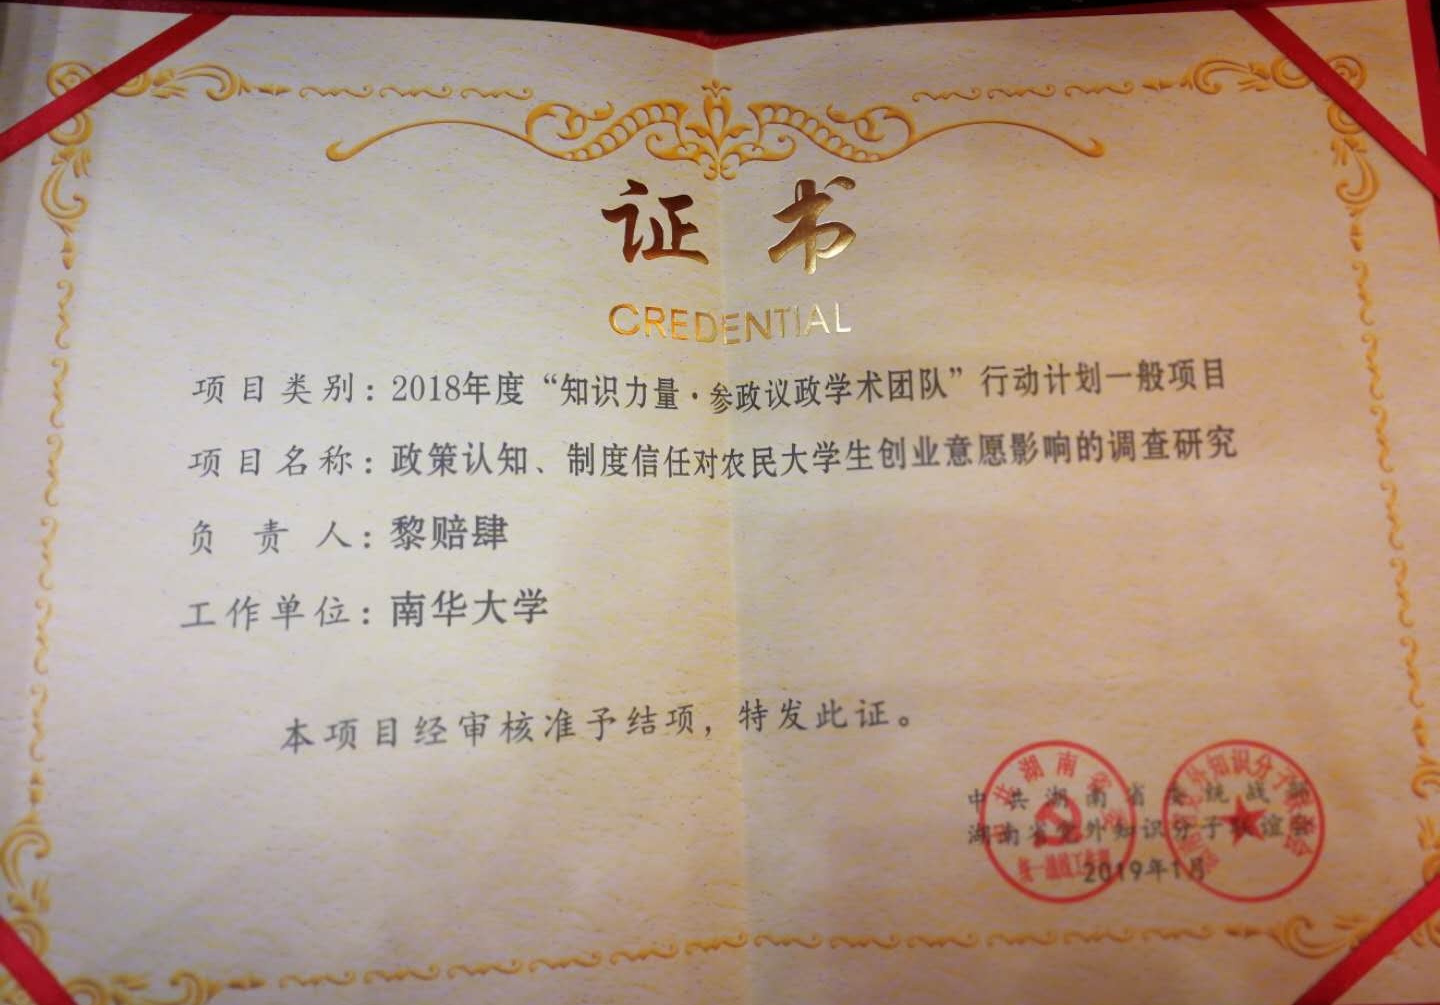 证书
CREDENTIAL
项目类别：2018年度“知识力量·参政议政学术团队”行动计划一般项目
项目名称：政策认知、制度信任对农民大学生创业意愿影响的调查研究
负责人：黎赔肆
工作单位：南华大学
本项目经审核准予结项，特发此证。
中共湖南省委统战部
湖南省党外知识分子联谊会
2019年1月